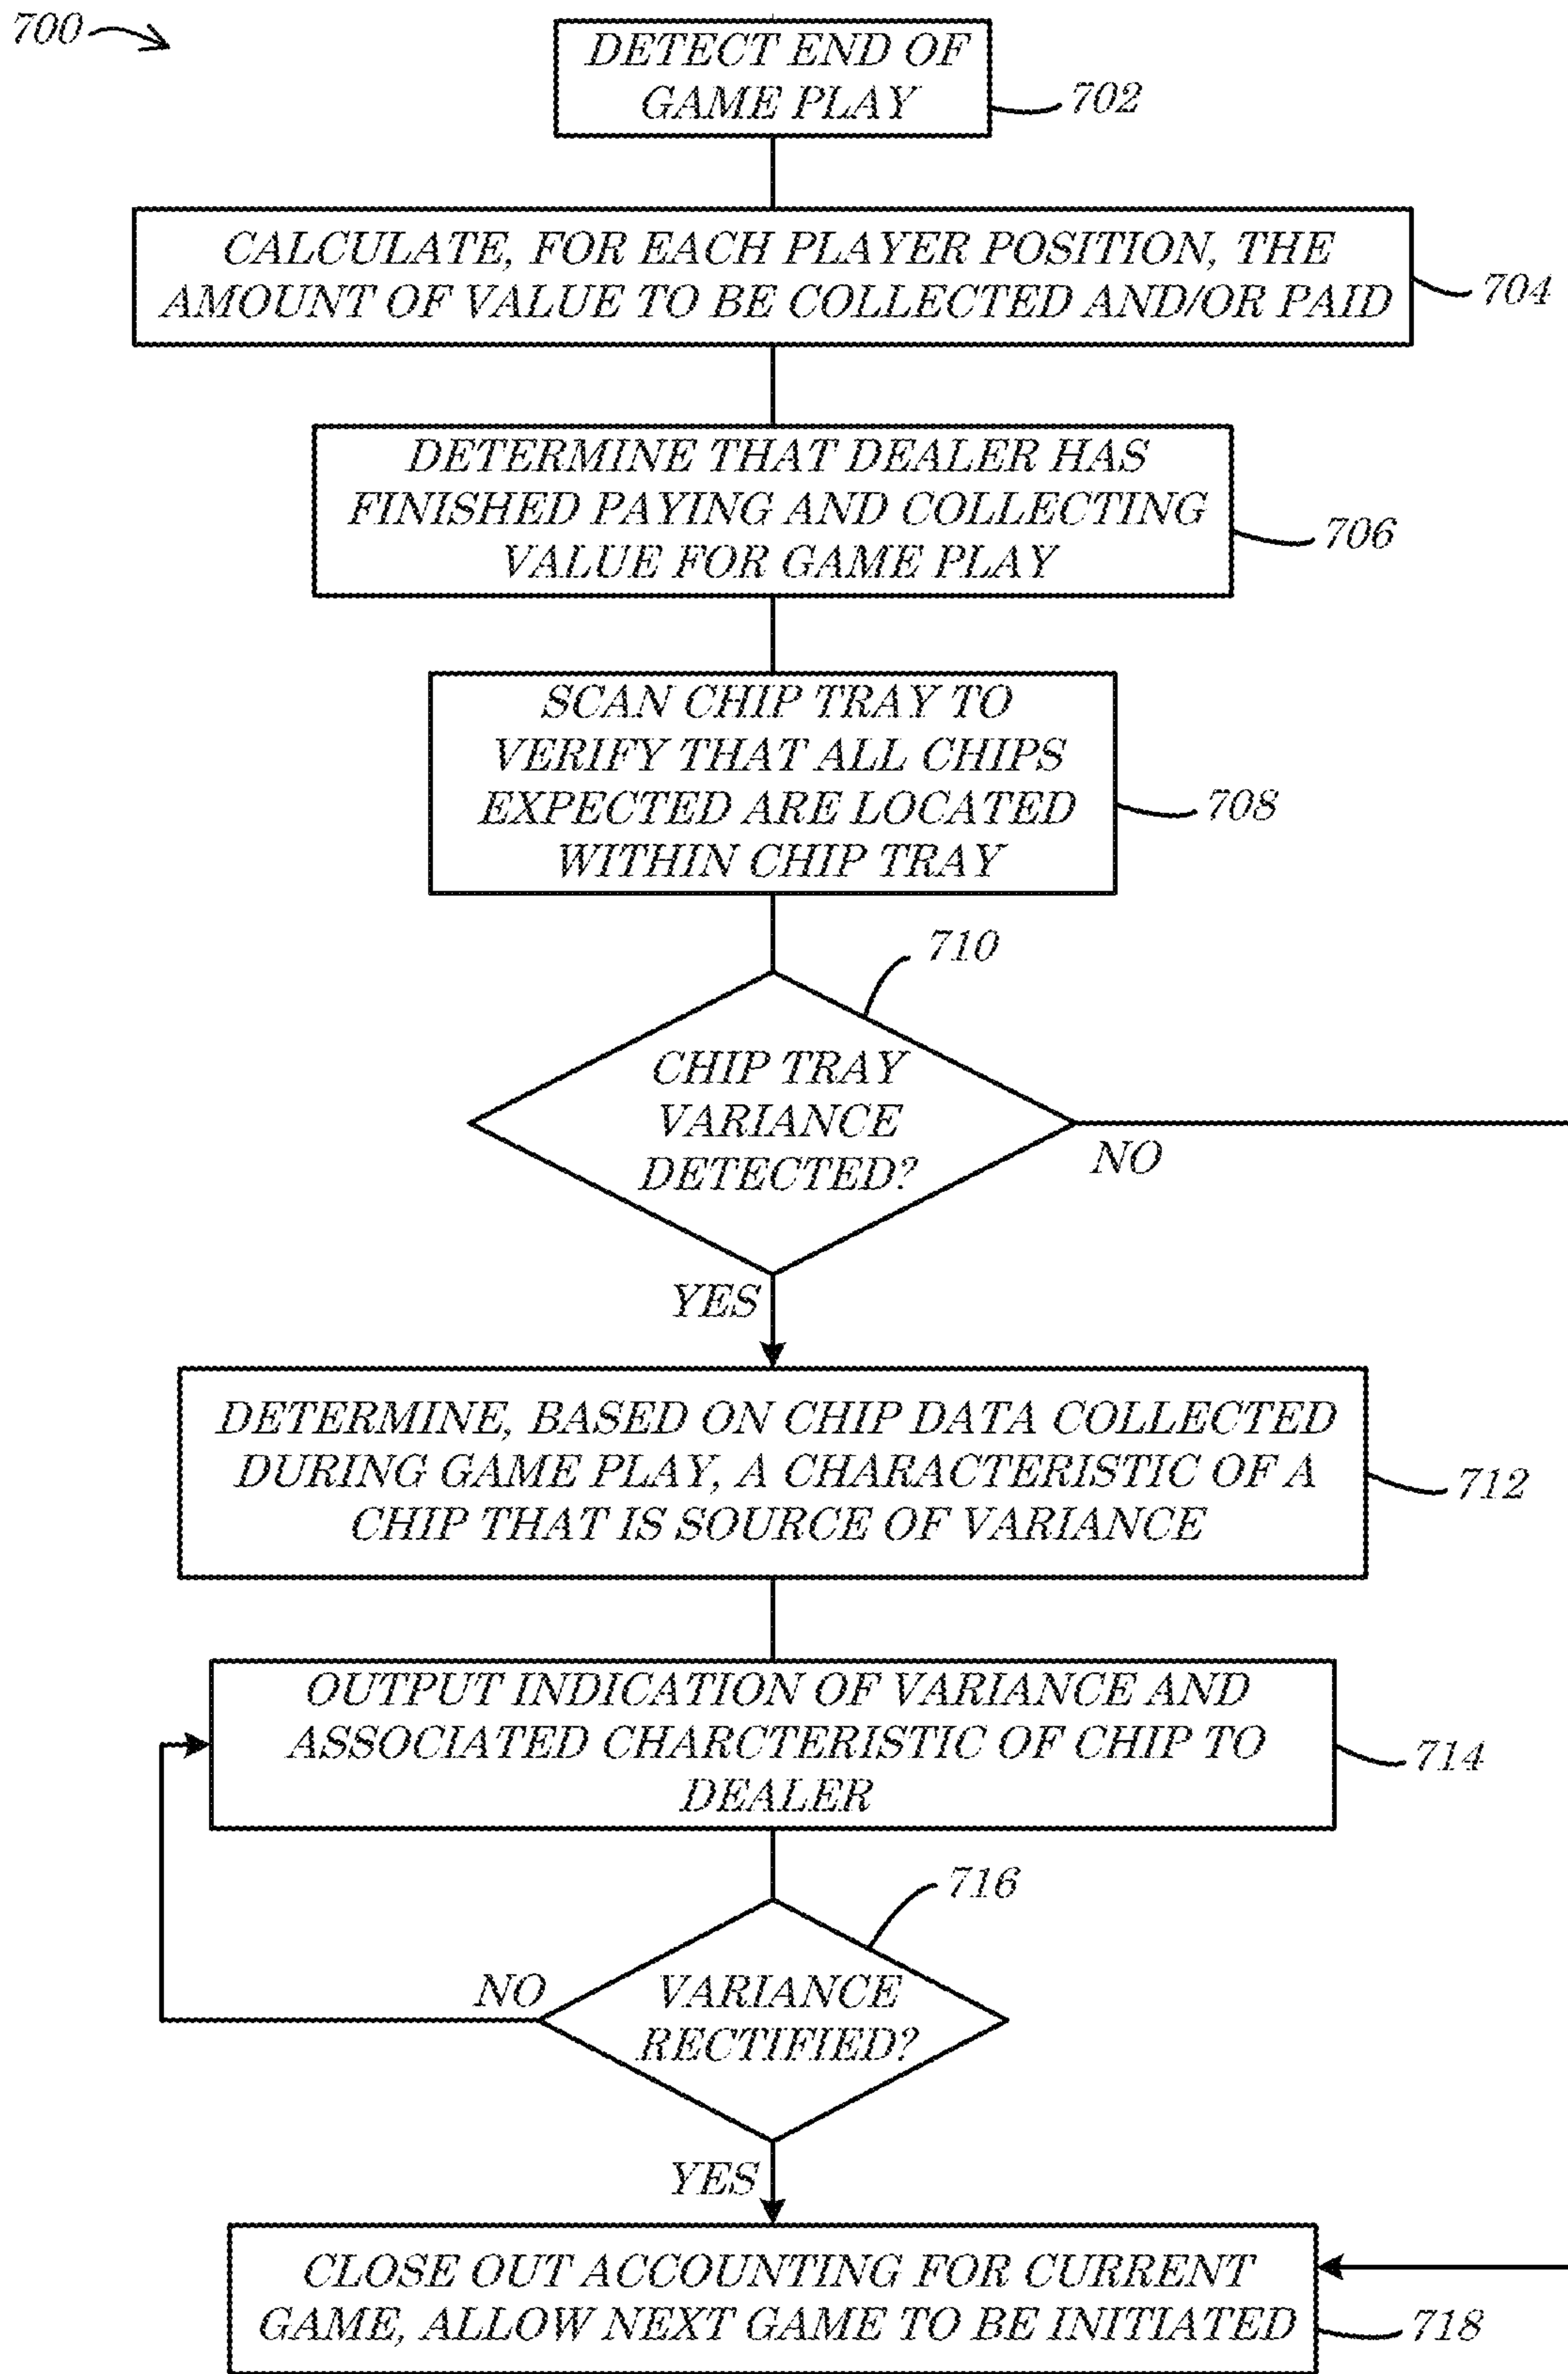 700
DETECT END OF
GAME PLAY
702
CALCULATE, FOR EACH PLAYER POSITION, THE
AMOUNT OF VALUE TO BE COLLECTED AND/OR PAID
704
DETERMINE THAT DEALER HAS
FINISHED PAYING AND COLLECTING
VALUE FOR GAME PLAY
706
SCAN CHIP TRAY TO
VERIFY THAT ALL CHIPS
EXPECTED ARE LOCATED
WITHIN CHIP TRAY
708
710
CHIP TRAY
VARIANCE
DETECTED?
NO
YES
DETERMINE, BASED ON CHIP DATA COLLECTED
DURING GAME PLAY, A CHARACTERISTIC OF A
CHIP THAT IS SOURCE OF VARIANCE
712
OUTPUT INDICATION OF VARIANCE AND
ASSOCIATED CHARCTERISTIC OF CHIP TO
DEALER
714
716
NO
VARIANCE
RECTIFIED?
YES
CLOSE OUT ACCOUNTING FOR CURRENT
GAME, ALLOW NEXT GAME TO BE INITIATED
718